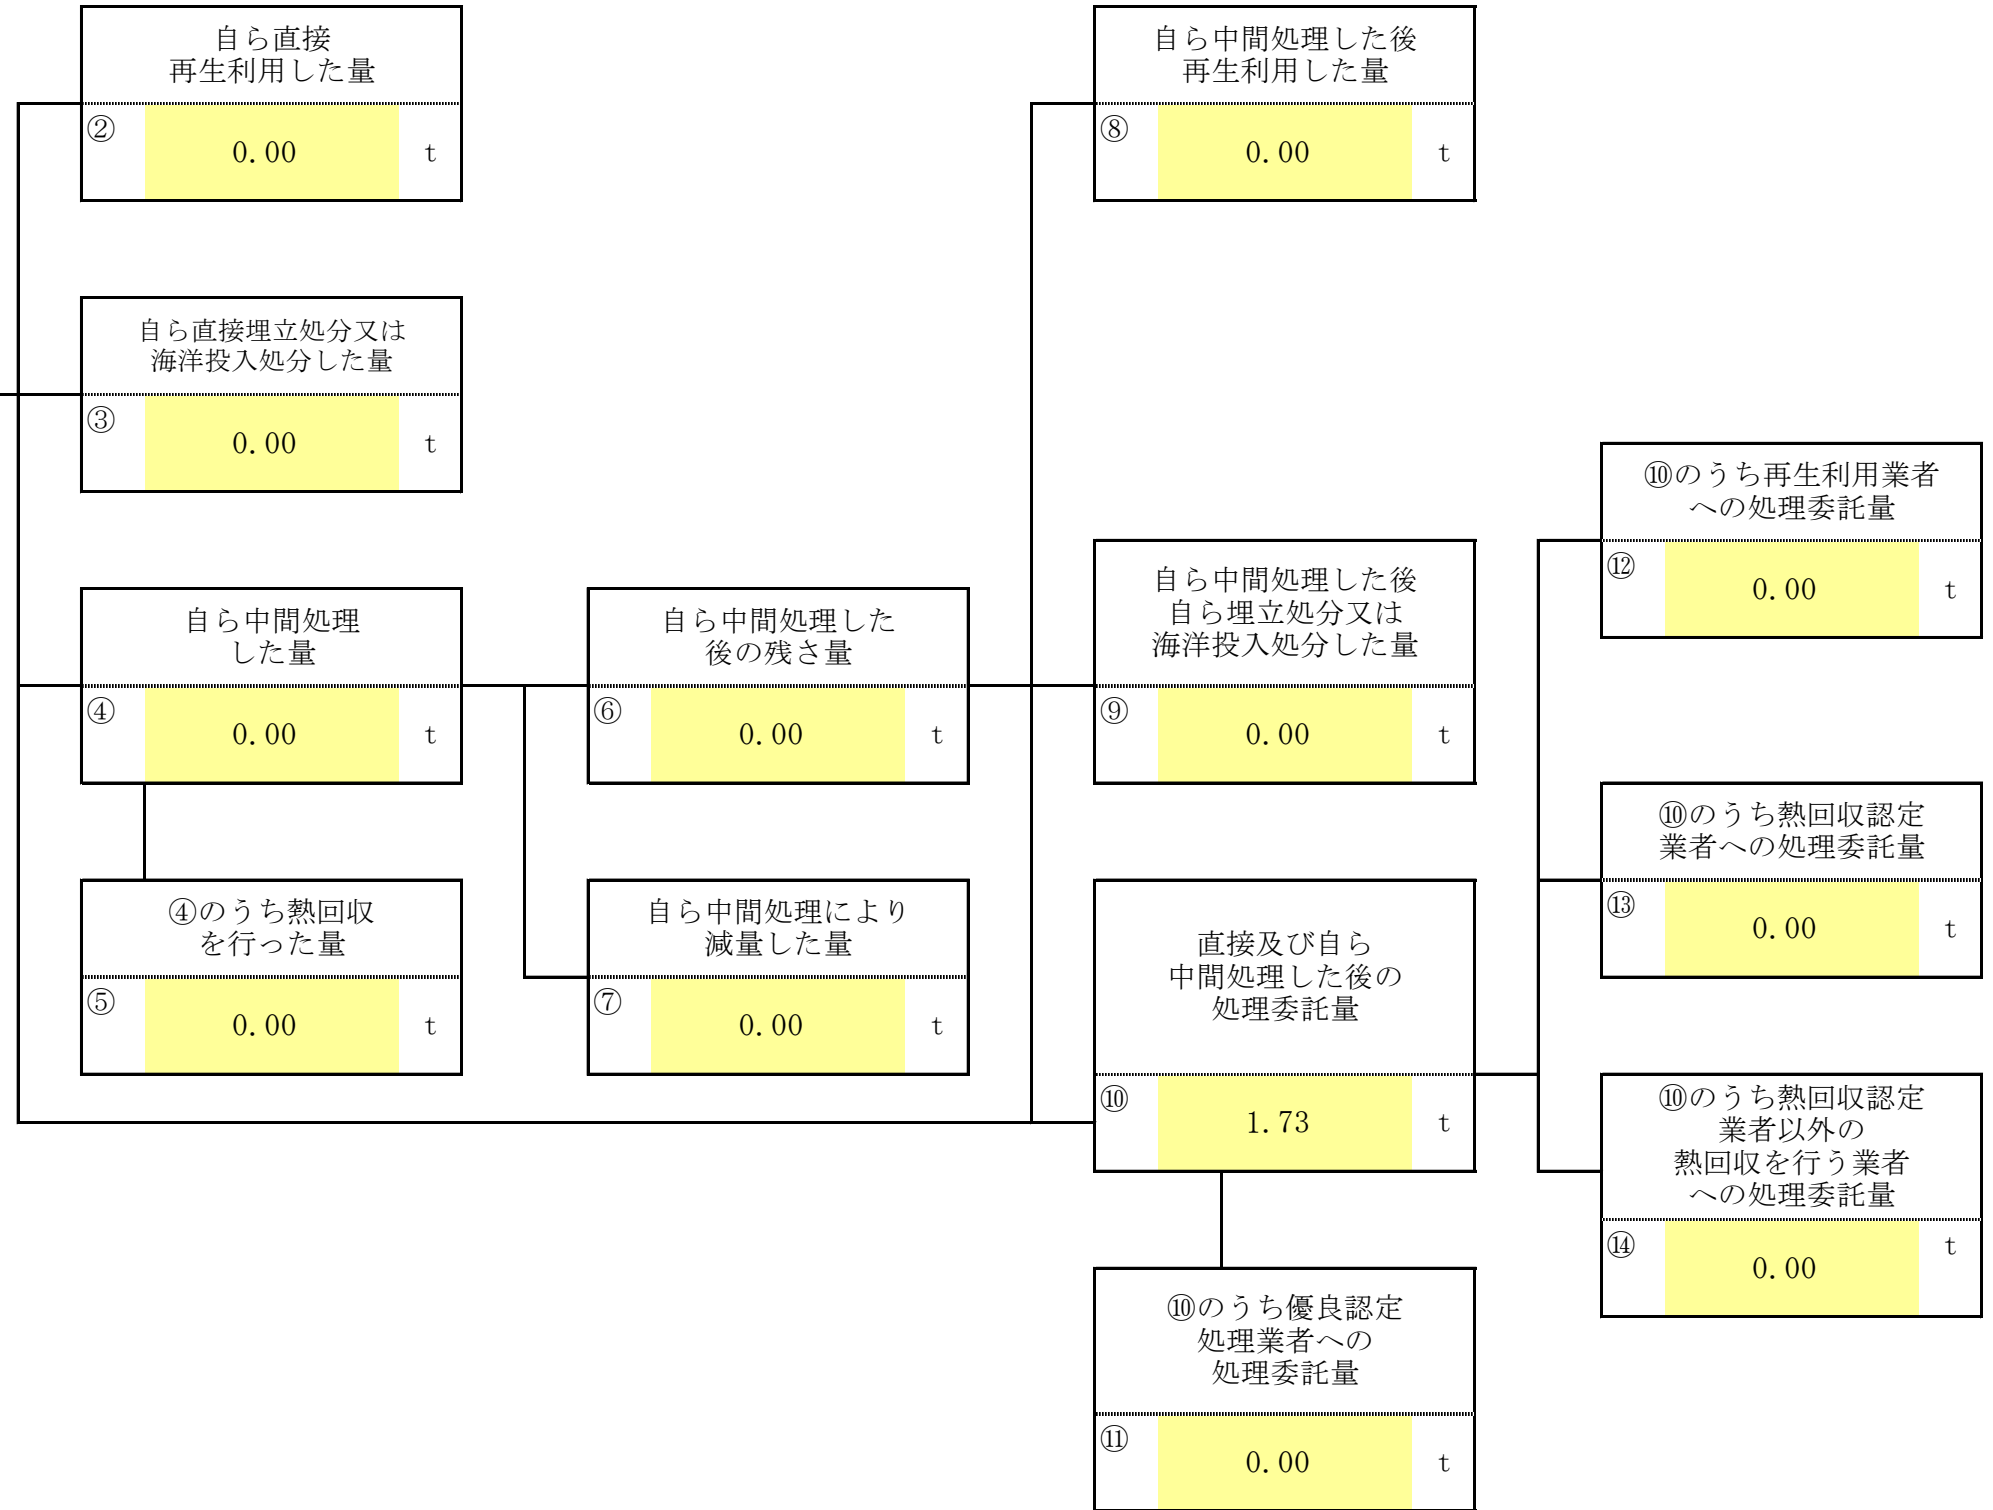 自ら直接
再生利用した量
②
0.00
t
自ら中間処理した後
再生利用した量
⑧
0.00
t
自ら直接埋立処分又は
海洋投入処分した量
③
0.00
t
⑩のうち再生利用業者
への処理委託量
⑫
0.00
t
自ら中間処理
した量
④
0.00
t
自ら中間処理した
後の残さ量
⑥
0.00
t
自ら中間処理した後
自ら埋立処分又は
海洋投入処分した量
⑨
0.00
t
⑩のうち熱回収認定
業者への処理委託量
⑬
0.00
t
④のうち熱回収
を行った量
⑤
0.00
t
自ら中間処理により
減量した量
⑦
0.00
t
直接及び自ら
中間処理した後の
処理委託量
⑩
1.73
t
⑩のうち熱回収認定
業者以外の
熱回収を行う業者
への処理委託量
⑭
0.00
t
⑩のうち優良認定
処理業者への
処理委託量
⑪
0.00
t